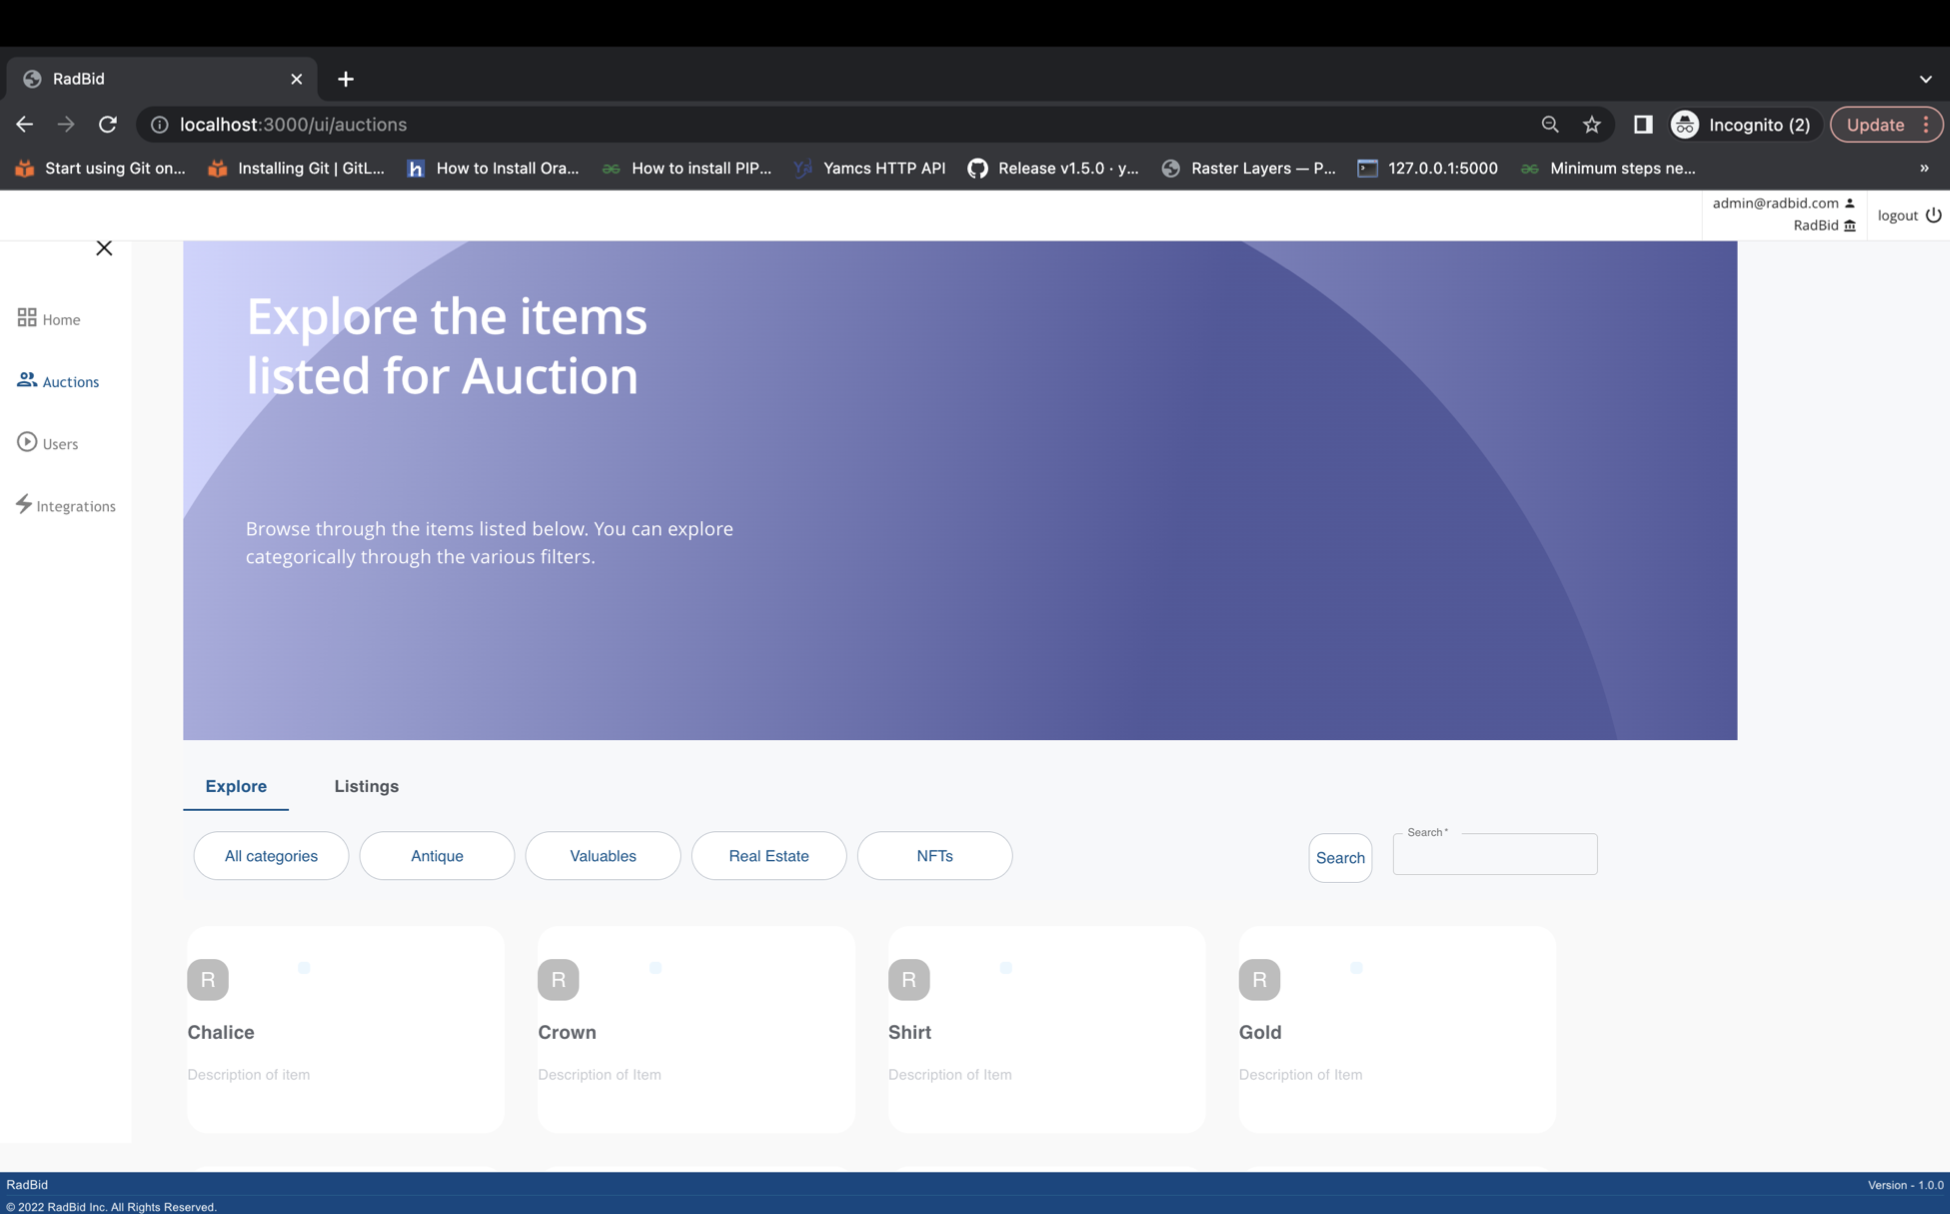 RadBid
localhost:3000/ui/auctions
Incognito (2)
Update
Start using Git on...
Installing Git | GitL...
How to Install Ora...
How to install PIP...
Yamcs HTTP API
Release v1.5.0 · y...
Raster Layers — P...
127.0.0.1:5000
Minimum steps ne...
»
admin@radbid.com
RadBid
logout
Home
Auctions
Users
Integrations
Explore the items
listed for Auction
Browse through the items listed below. You can explore
categorically through the various filters.
Explore
Listings
All categories
Antique
Valuables
Real Estate
NFTs
Search
Search *
R
R
R
R
Chalice
Crown
Shirt
Gold
Description of item
Description of Item
Description of Item
Description of Item
RadBid
Version - 1.0.0
© 2022 RadBid Inc. All Rights Reserved.